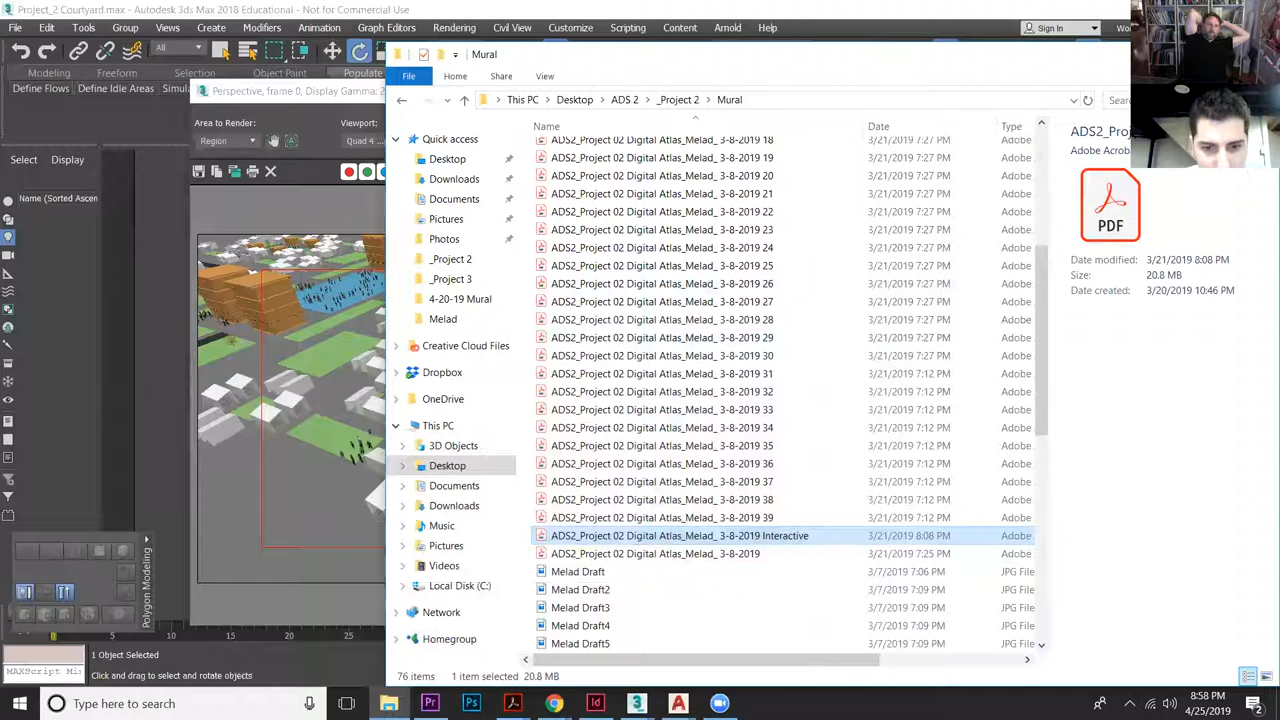 Project_2 Courtyard.max - Autodesk 3ds Max 2018 Educational - Not for Commercial Use
File Edit Tools Group Views Create Modifiers Animation Graph Editors Rendering Civil View Customize Scripting Content Arnold Help Sign In
All
Modeling Freeform Selection Object Paint Populate
Define Flows Define Idle Areas
Perspective, frame 0, Display Gamma: 2
Area to Render: Viewport:
Region Quad 4
Select Display
Name (Sorted Ascen
Mural
File Home Share View
This PC > Desktop > ADS 2 > _Project 2 > Mural
Name Date Type
Quick access
Desktop
Downloads
Documents
Pictures
Photos
_Project 2
_Project 3
4-20-19 Mural
Melad
Creative Cloud Files
Dropbox
OneDrive
This PC
3D Objects
Desktop
Documents
Downloads
Music
Pictures
Videos
Local Disk (C:)
Network
Homegroup
ADS2_Project 02 Digital Atlas_Melad_ 3-8-2019 18 3/21/2019 7:27 PM Adobe
ADS2_Project 02 Digital Atlas_Melad_ 3-8-2019 19 3/21/2019 7:27 PM Adobe
ADS2_Project 02 Digital Atlas_Melad_ 3-8-2019 20 3/21/2019 7:27 PM Adobe
ADS2_Project 02 Digital Atlas_Melad_ 3-8-2019 21 3/21/2019 7:27 PM Adobe
ADS2_Project 02 Digital Atlas_Melad_ 3-8-2019 22 3/21/2019 7:27 PM Adobe
ADS2_Project 02 Digital Atlas_Melad_ 3-8-2019 23 3/21/2019 7:27 PM Adobe
ADS2_Project 02 Digital Atlas_Melad_ 3-8-2019 24 3/21/2019 7:27 PM Adobe
ADS2_Project 02 Digital Atlas_Melad_ 3-8-2019 25 3/21/2019 7:27 PM Adobe
ADS2_Project 02 Digital Atlas_Melad_ 3-8-2019 26 3/21/2019 7:27 PM Adobe
ADS2_Project 02 Digital Atlas_Melad_ 3-8-2019 27 3/21/2019 7:27 PM Adobe
ADS2_Project 02 Digital Atlas_Melad_ 3-8-2019 28 3/21/2019 7:27 PM Adobe
ADS2_Project 02 Digital Atlas_Melad_ 3-8-2019 29 3/21/2019 7:27 PM Adobe
ADS2_Project 02 Digital Atlas_Melad_ 3-8-2019 30 3/21/2019 7:27 PM Adobe
ADS2_Project 02 Digital Atlas_Melad_ 3-8-2019 31 3/21/2019 7:12 PM Adobe
ADS2_Project 02 Digital Atlas_Melad_ 3-8-2019 32 3/21/2019 7:12 PM Adobe
ADS2_Project 02 Digital Atlas_Melad_ 3-8-2019 33 3/21/2019 7:12 PM Adobe
ADS2_Project 02 Digital Atlas_Melad_ 3-8-2019 34 3/21/2019 7:12 PM Adobe
ADS2_Project 02 Digital Atlas_Melad_ 3-8-2019 35 3/21/2019 7:12 PM Adobe
ADS2_Project 02 Digital Atlas_Melad_ 3-8-2019 36 3/21/2019 7:12 PM Adobe
ADS2_Project 02 Digital Atlas_Melad_ 3-8-2019 37 3/21/2019 7:12 PM Adobe
ADS2_Project 02 Digital Atlas_Melad_ 3-8-2019 38 3/21/2019 7:12 PM Adobe
ADS2_Project 02 Digital Atlas_Melad_ 3-8-2019 39 3/21/2019 7:12 PM Adobe
ADS2_Project 02 Digital Atlas_Melad_ 3-8-2019 Interactive 3/21/2019 8:08 PM Adobe
ADS2_Project 02 Digital Atlas_Melad_ 3-8-2019 3/21/2019 7:25 PM Adobe
Melad Draft 3/7/2019 7:06 PM JPG File
Melad Draft2 3/7/2019 7:09 PM JPG File
Melad Draft3 3/7/2019 7:09 PM JPG File
Melad Draft4 3/7/2019 7:09 PM JPG File
Melad Draft5 3/7/2019 7:09 PM JPG File
PDF
Date modified: 3/21/2019 8:08 PM
Size: 20.8 MB
Date created: 3/20/2019 10:46 PM
76 items 1 item selected 20.8 MB
Polygon Modeling
0 5 10 15 20 25 30
1 Object Selected
MAXScript Mi
Click and drag to select and rotate objects
Type here to search
Pr Ps Id 3 A
8:58 PM
4/25/2019
2